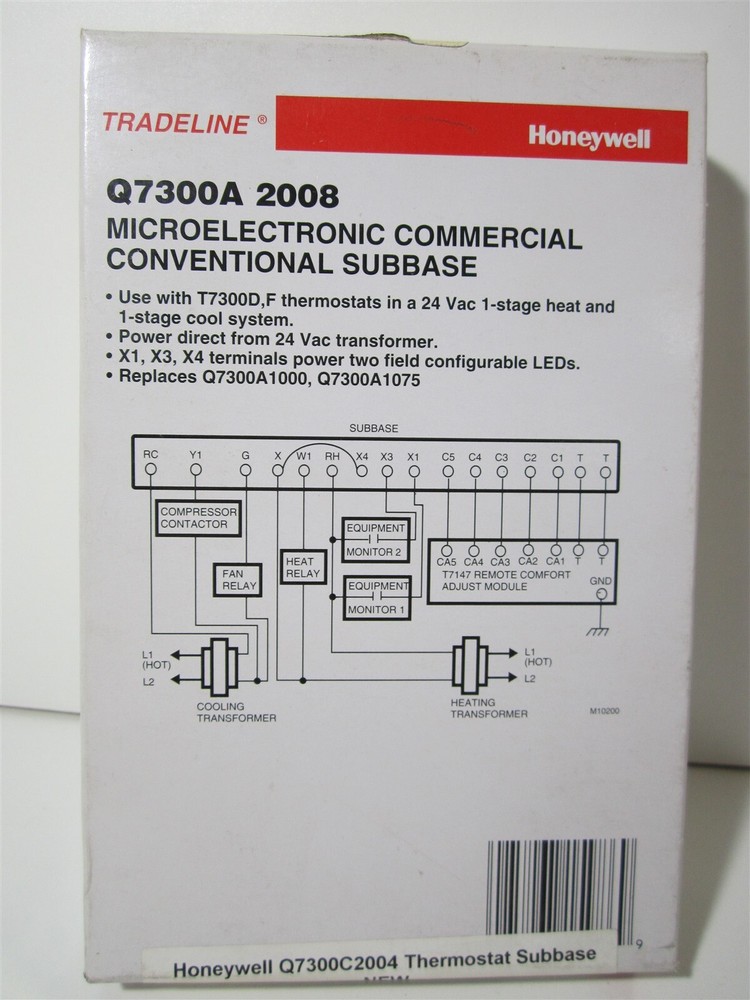 TRADELINE ®
Honeywell
Q7300A 2008
MICROELECTRONIC COMMERCIAL
CONVENTIONAL SUBBASE
• Use with T7300D,F thermostats in a 24 Vac 1-stage heat and
1-stage cool system.
• Power direct from 24 Vac transformer.
• X1, X3, X4 terminals power two field configurable LEDs.
• Replaces Q7300A1000, Q7300A1075
SUBBASE
RC Y1 G X W1 RH X4 X3 X1 C5 C4 C3 C2 C1 T T
COMPRESSOR
CONTACTOR
FAN
RELAY
HEAT
RELAY
EQUIPMENT
MONITOR 2
EQUIPMENT
MONITOR 1
CA5 CA4 CA3 CA2 CA1 T T
T7147 REMOTE COMFORT
ADJUST MODULE
GND
L1
(HOT)
L2
COOLING
TRANSFORMER
L1
(HOT)
L2
HEATING
TRANSFORMER
M10200
9
Honeywell Q7300C2004 Thermostat Subbase
NEW